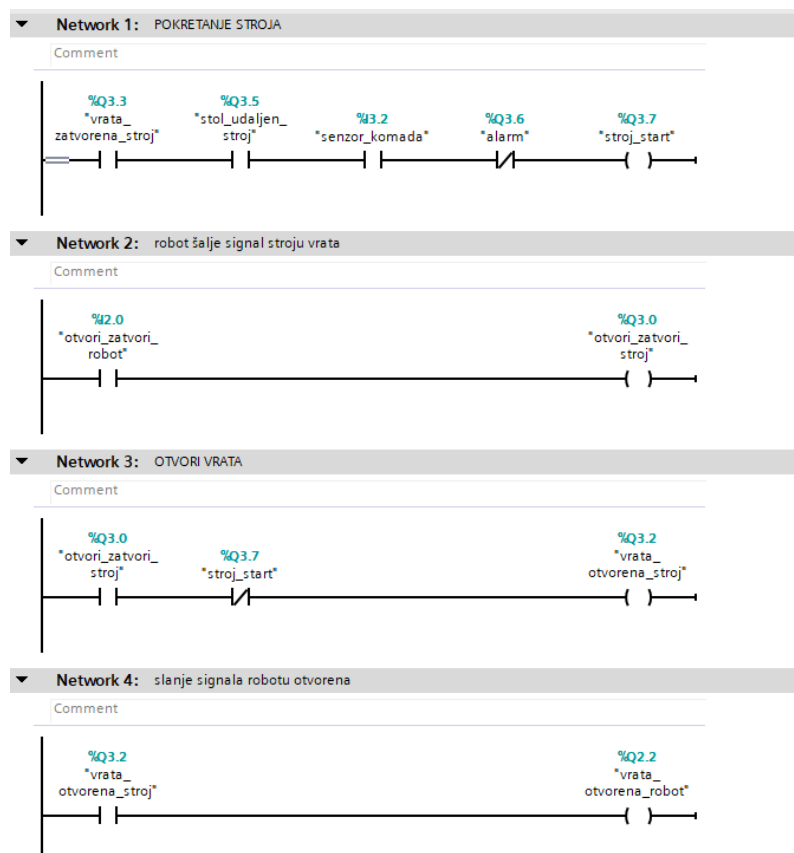 Network 1: POKRETANJE STROJA
Comment
%Q3.3
"vrata_
zatvorena_stroj"
%Q3.5
"stol_udaljen_
stroj"
%I3.2
"senzor_komada"
%Q3.6
"alarm"
%Q3.7
"stroj_start"
Network 2: robot šalje signal stroju vrata
Comment
%I2.0
"otvori_zatvori_
robot"
%Q3.0
"otvori_zatvori_
stroj"
Network 3: OTVORI VRATA
Comment
%Q3.0
"otvori_zatvori_
stroj"
%Q3.7
"stroj_start"
%Q3.2
"vrata_
otvorena_stroj"
Network 4: slanje signala robotu otvorena
Comment
%Q3.2
"vrata_
otvorena_stroj"
%Q2.2
"vrata_
otvorena_robot"